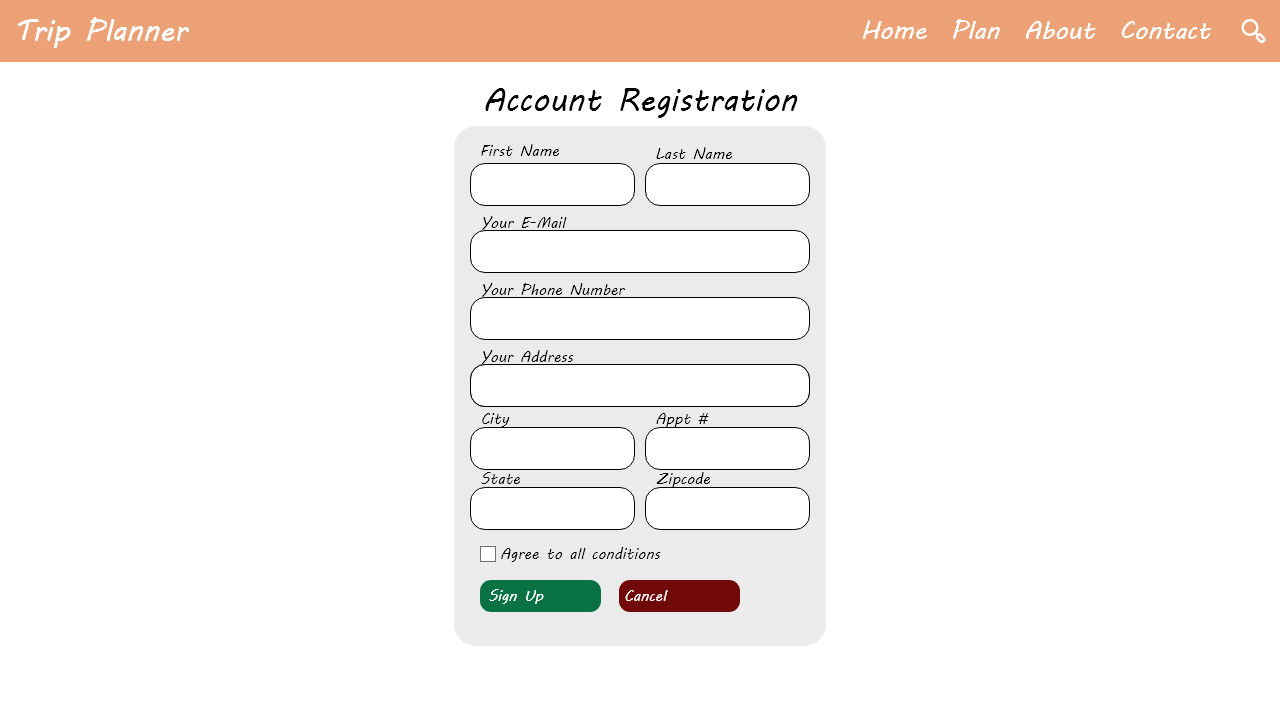 Trip Planner
Home Plan About Contact
Account Registration
First Name
Last Name
Your E-Mail
Your Phone Number
Your Address
City
Appt #
State
Zipcode
Agree to all conditions
Sign Up
Cancel